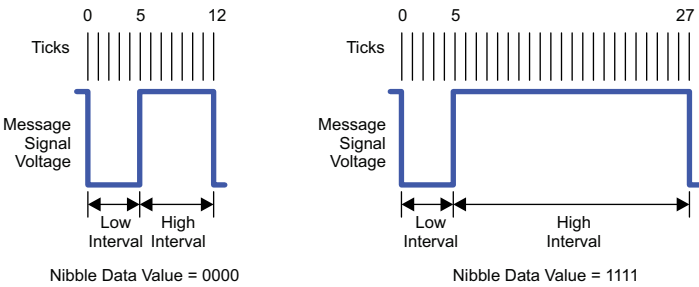 0 5 12
Ticks
Message
Signal
Voltage
Low
Interval
High
Interval
Nibble Data Value = 0000
0 5 27
Ticks
Message
Signal
Voltage
Low
Interval
High
Interval
Nibble Data Value = 1111